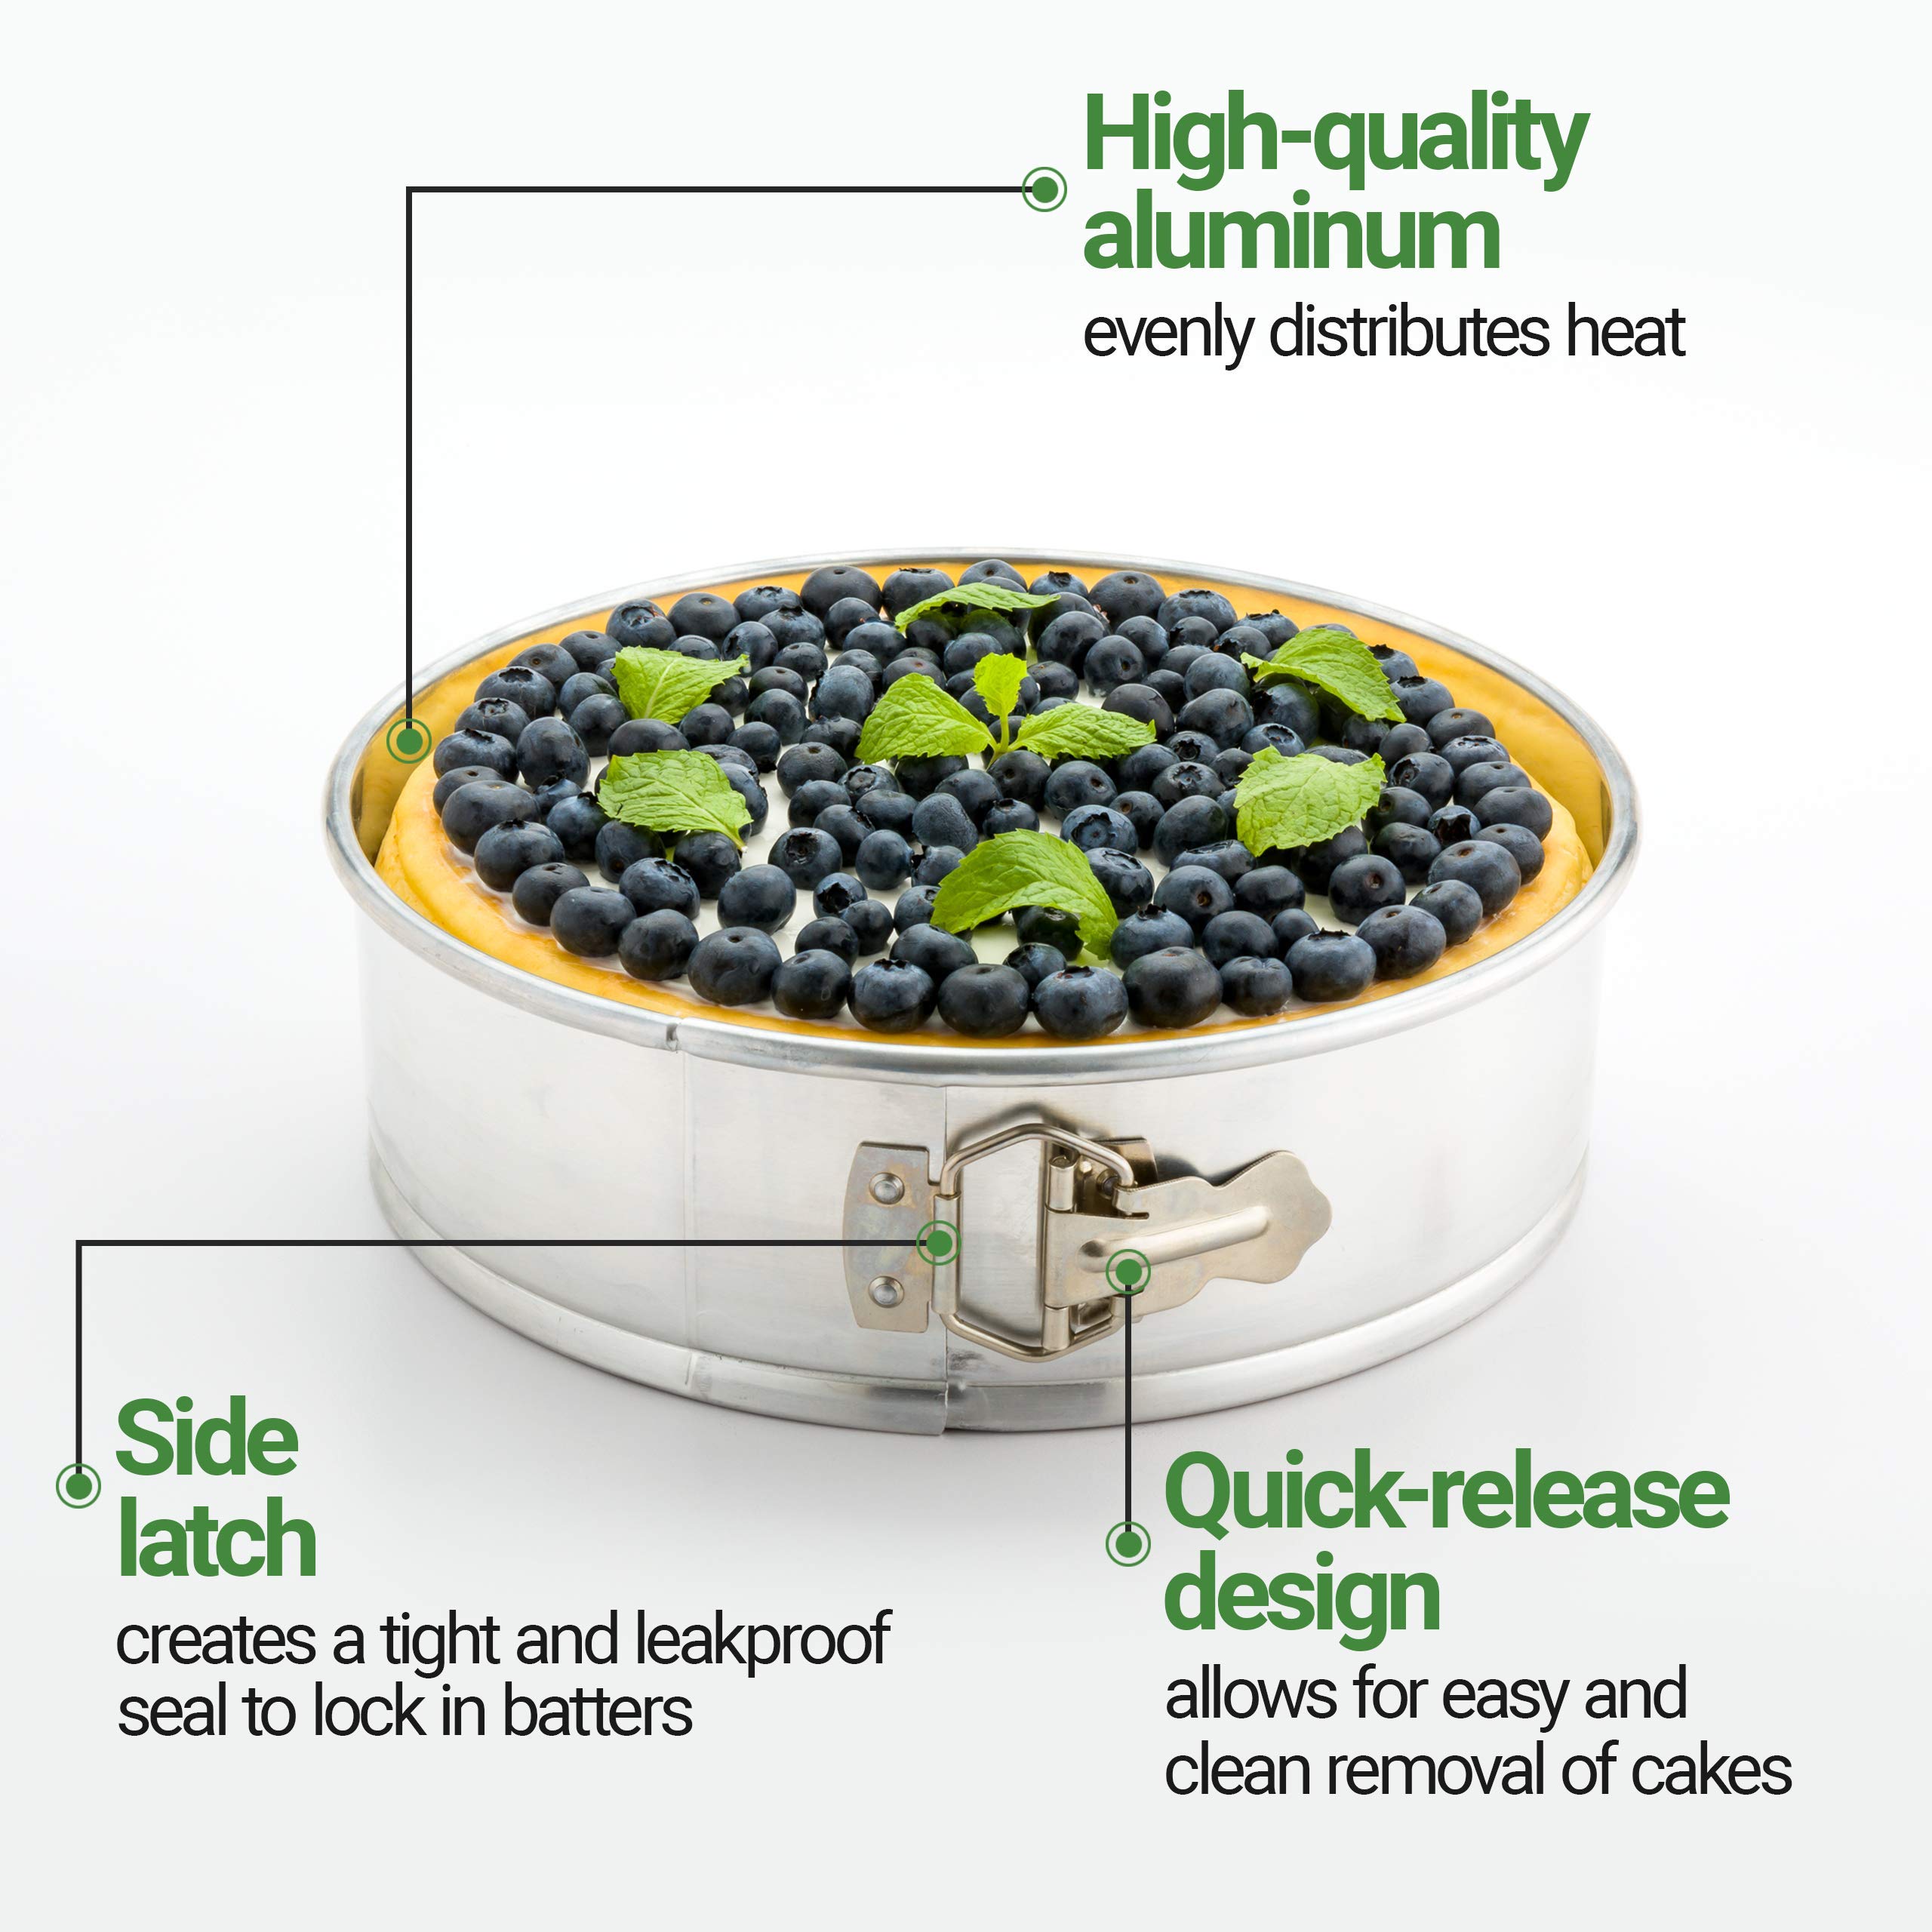 High-quality
aluminum
evenly distributes heat
Side
latch
creates a tight and leakproof
seal to lock in batters
Quick-release
design
allows for easy and
clean removal of cakes